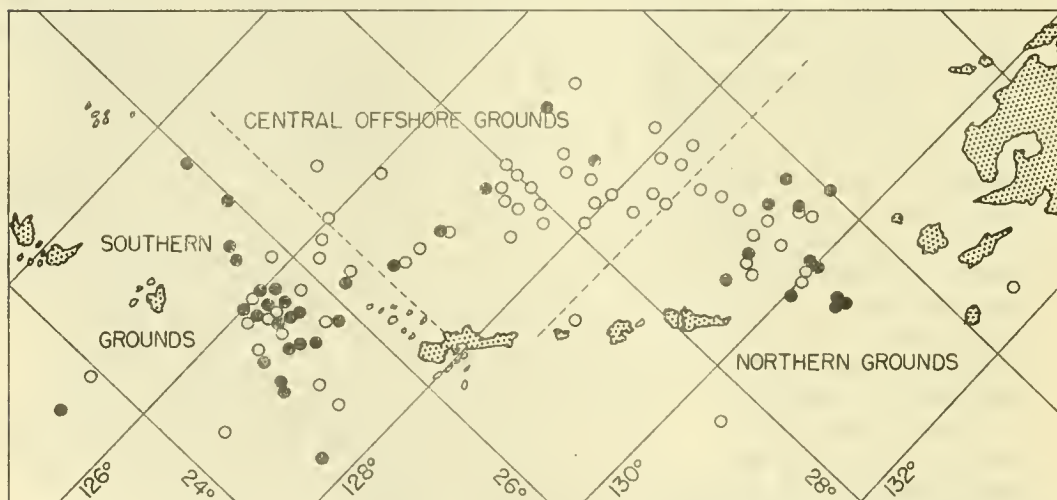 CENTRAL OFFSHORE GROUNDS
SOUTHERN
GROUNDS
NORTHERN GROUNDS
126°
24°
128°
26°
130°
28°
132°